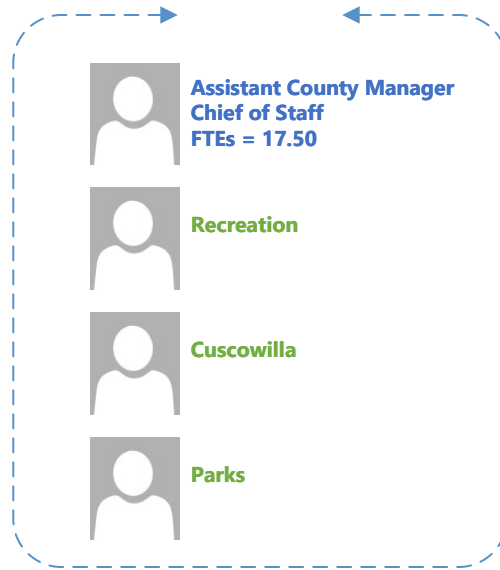 Assistant County Manager
Chief of Staff
FTEs = 17.50
Recreation
Cuscowilla
Parks